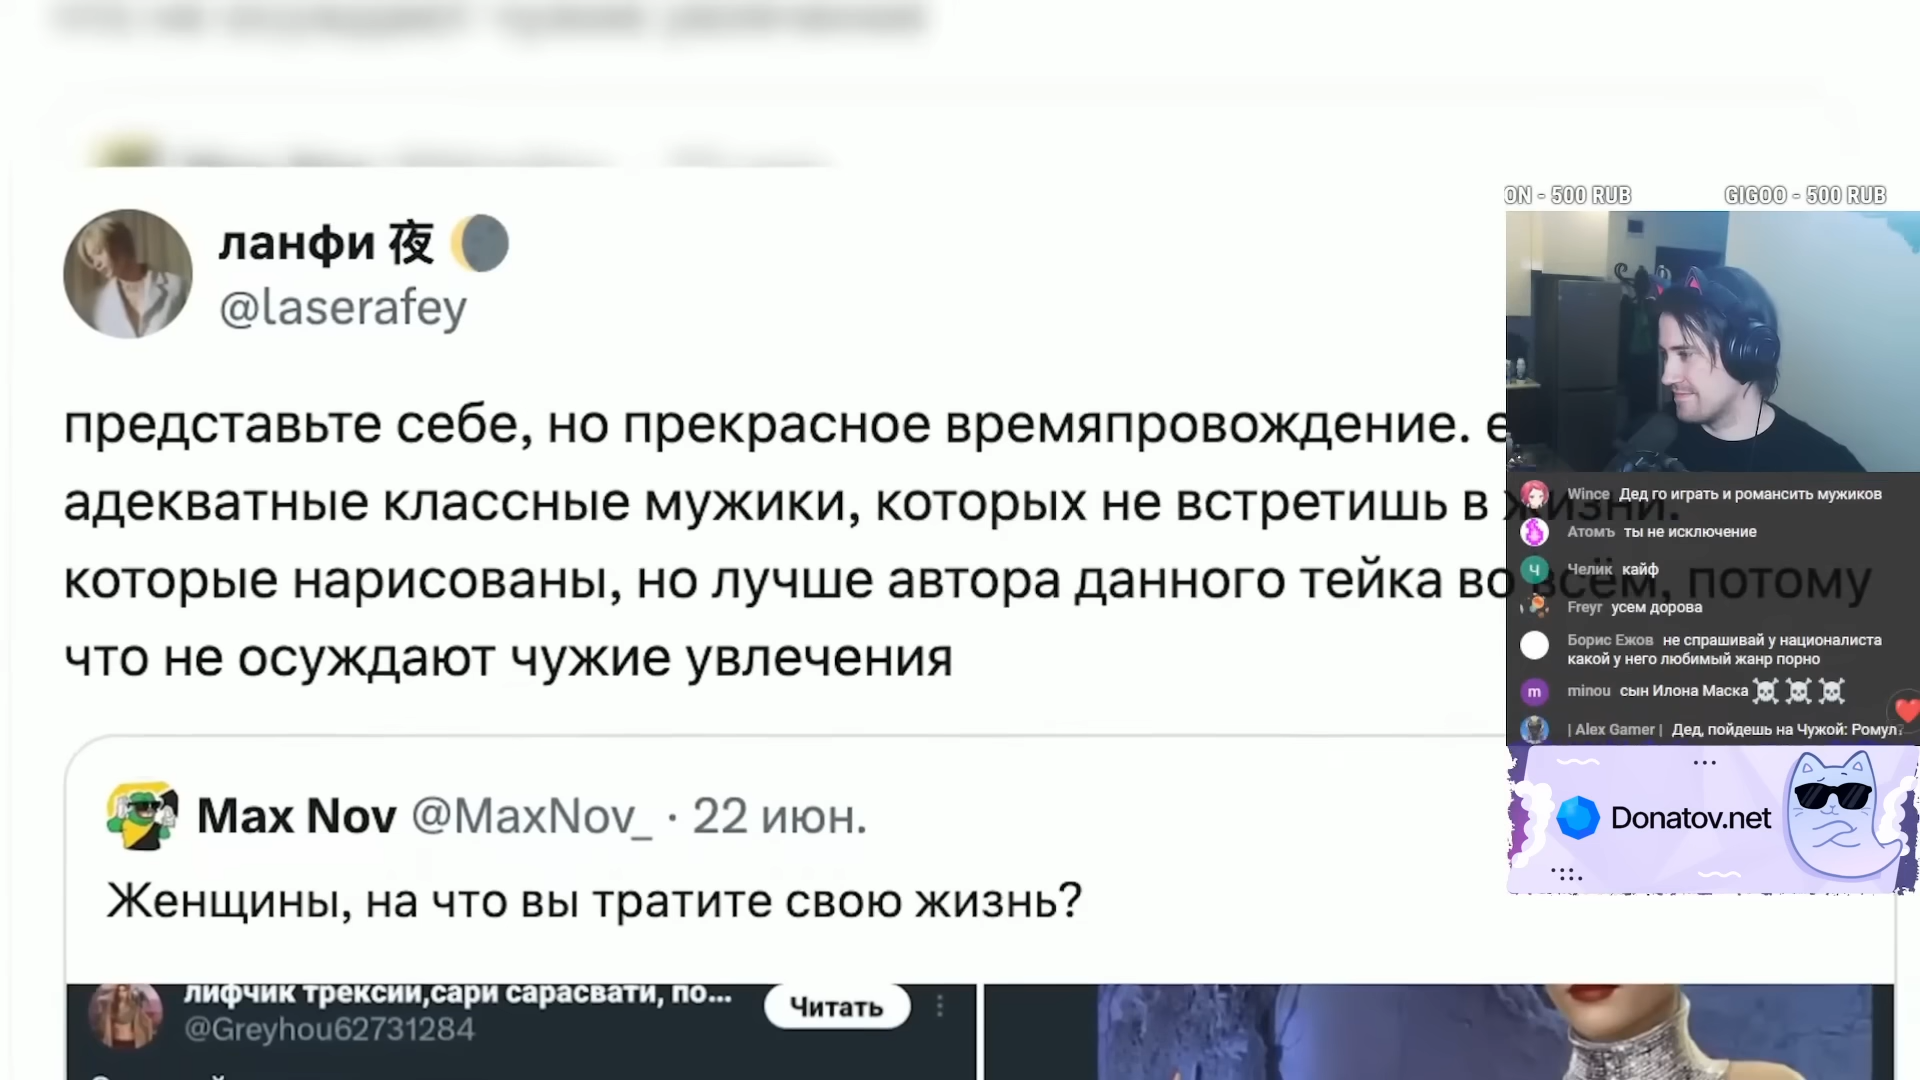 ON - 500 RUB GIGOO - 500 RUB
ланфи 夜
@laserafey
представьте себе, но прекрасное времяпровождение.
адекватные классные мужики, которых не встретишь в жизни.
которые нарисованы, но лучше автора данного тейка во всём, потому
что не осуждают чужие увлечения
Max Nov @MaxNov_ · 22 июн.
Женщины, на что вы тратите свою жизнь?
лифчик трексии,сари сарасвати, по...
@Greyhou62731284
Читать
Wince Дед го играть и романсить мужиков
Атомъ ты не исключение
Ч Челик кайф
Freyr усем дорова
Борис Ежов не спрашивай у националиста
какой у него любимый жанр порно
m minou сын Илона Маска
| Alex Gamer | Дед, пойдешь на Чужой: Ромул
Donatov.net